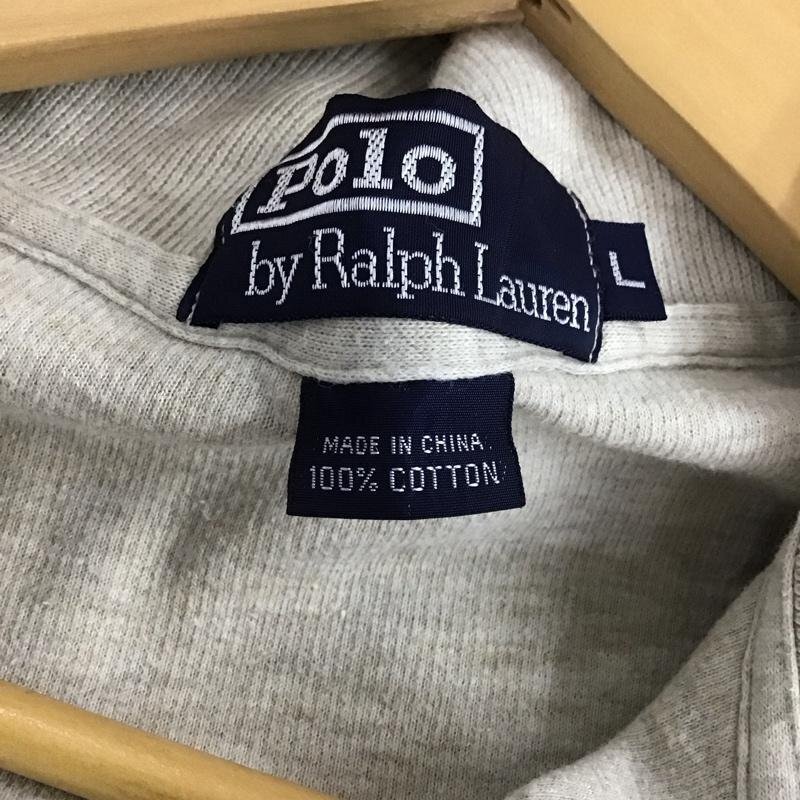 Polo
by Ralph Lauren
L
MADE IN CHINA
100% COTTON